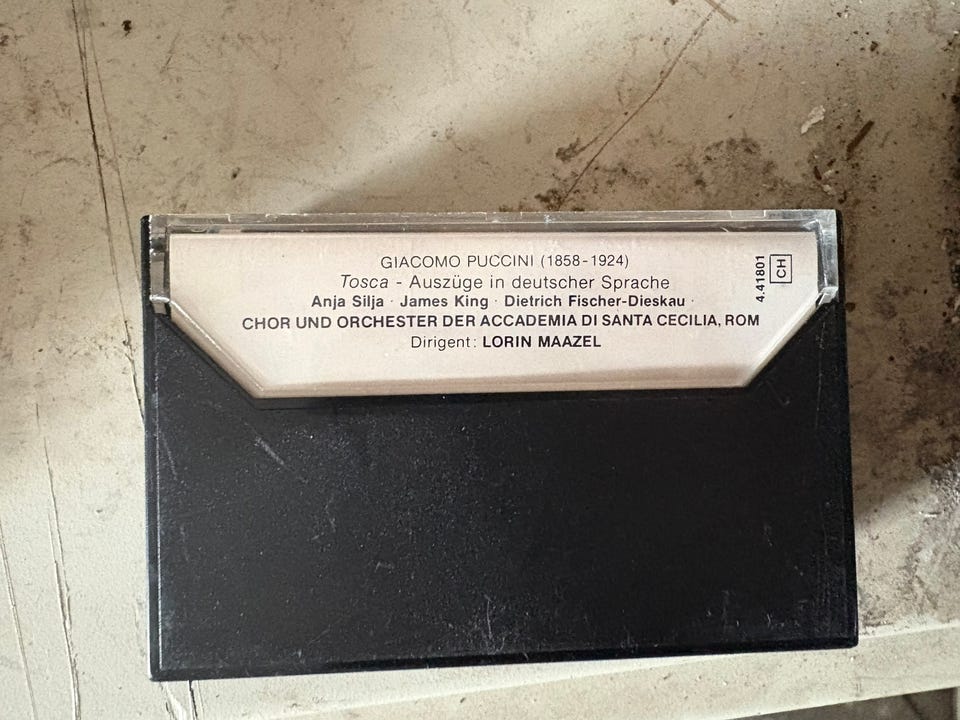 GIACOMO PUCCINI (1858-1924)
Tosca - Auszüge in deutscher Sprache
Anja Silja · James King · Dietrich Fischer-Dieskau ·
CHOR UND ORCHESTER DER ACCADEMIA DI SANTA CECILIA, ROM
Dirigent: LORIN MAAZEL
4.41801
CH